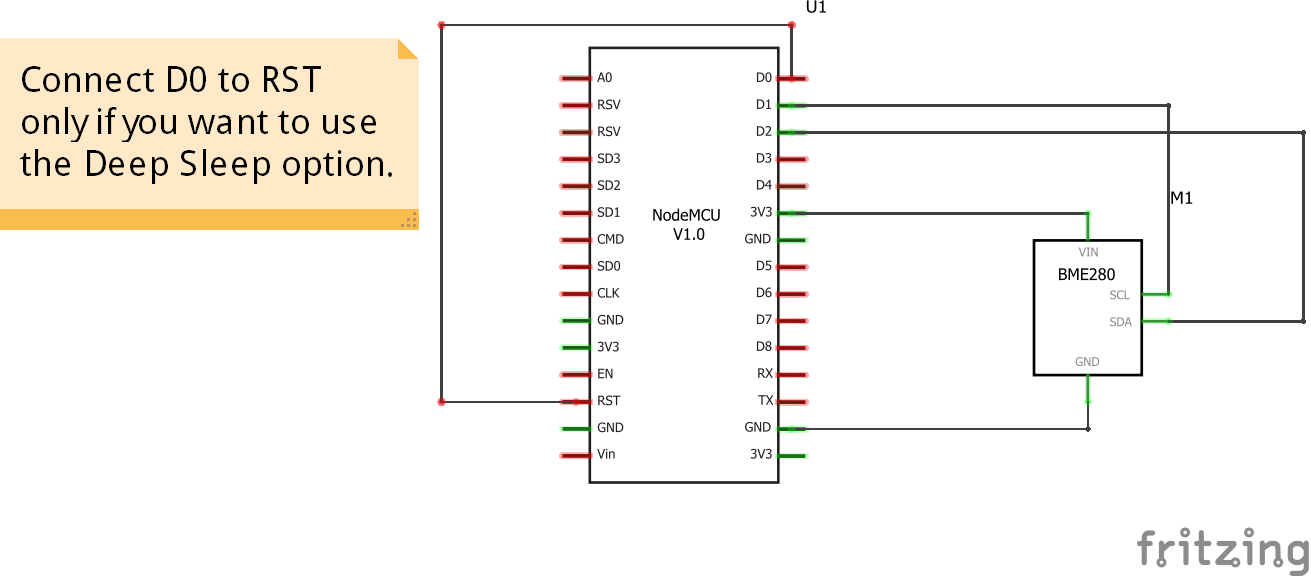 U1
Connect D0 to RST
only if you want to use
the Deep Sleep option.
A0
RSV
RSV
SD3
SD2
SD1
CMD
SD0
CLK
GND
3V3
EN
RST
GND
Vin
NodeMCU
V1.0
D0
D1
D2
D3
D4
3V3
GND
D5
D6
D7
D8
RX
TX
GND
3V3
M1
VIN
BME280
SCL
SDA
GND
fritzing